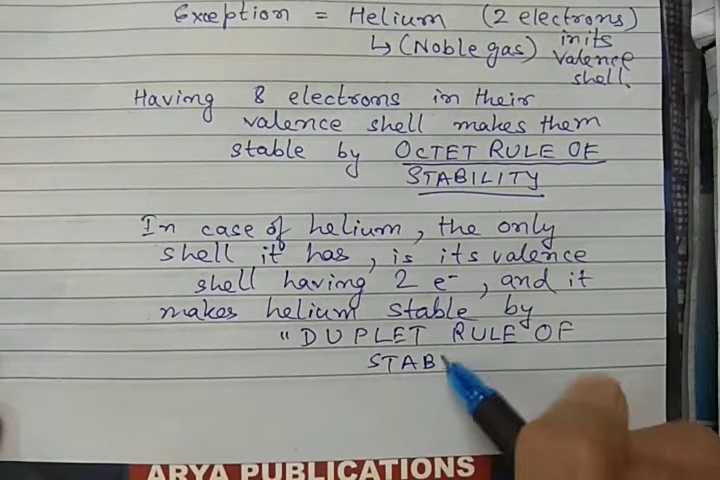 Exception = Helium (2 electrons)
↳ (Noble gas) in its
valence
shell.
Having 8 electrons in their
valence shell makes them
stable by OCTET RULE OF
STABILITY
In case of helium, the only
shell it has, is its valence
shell having 2 e⁻, and it
makes helium stable by
"DUPLET RULE OF
STAB
ARYA PUBLICATIONS